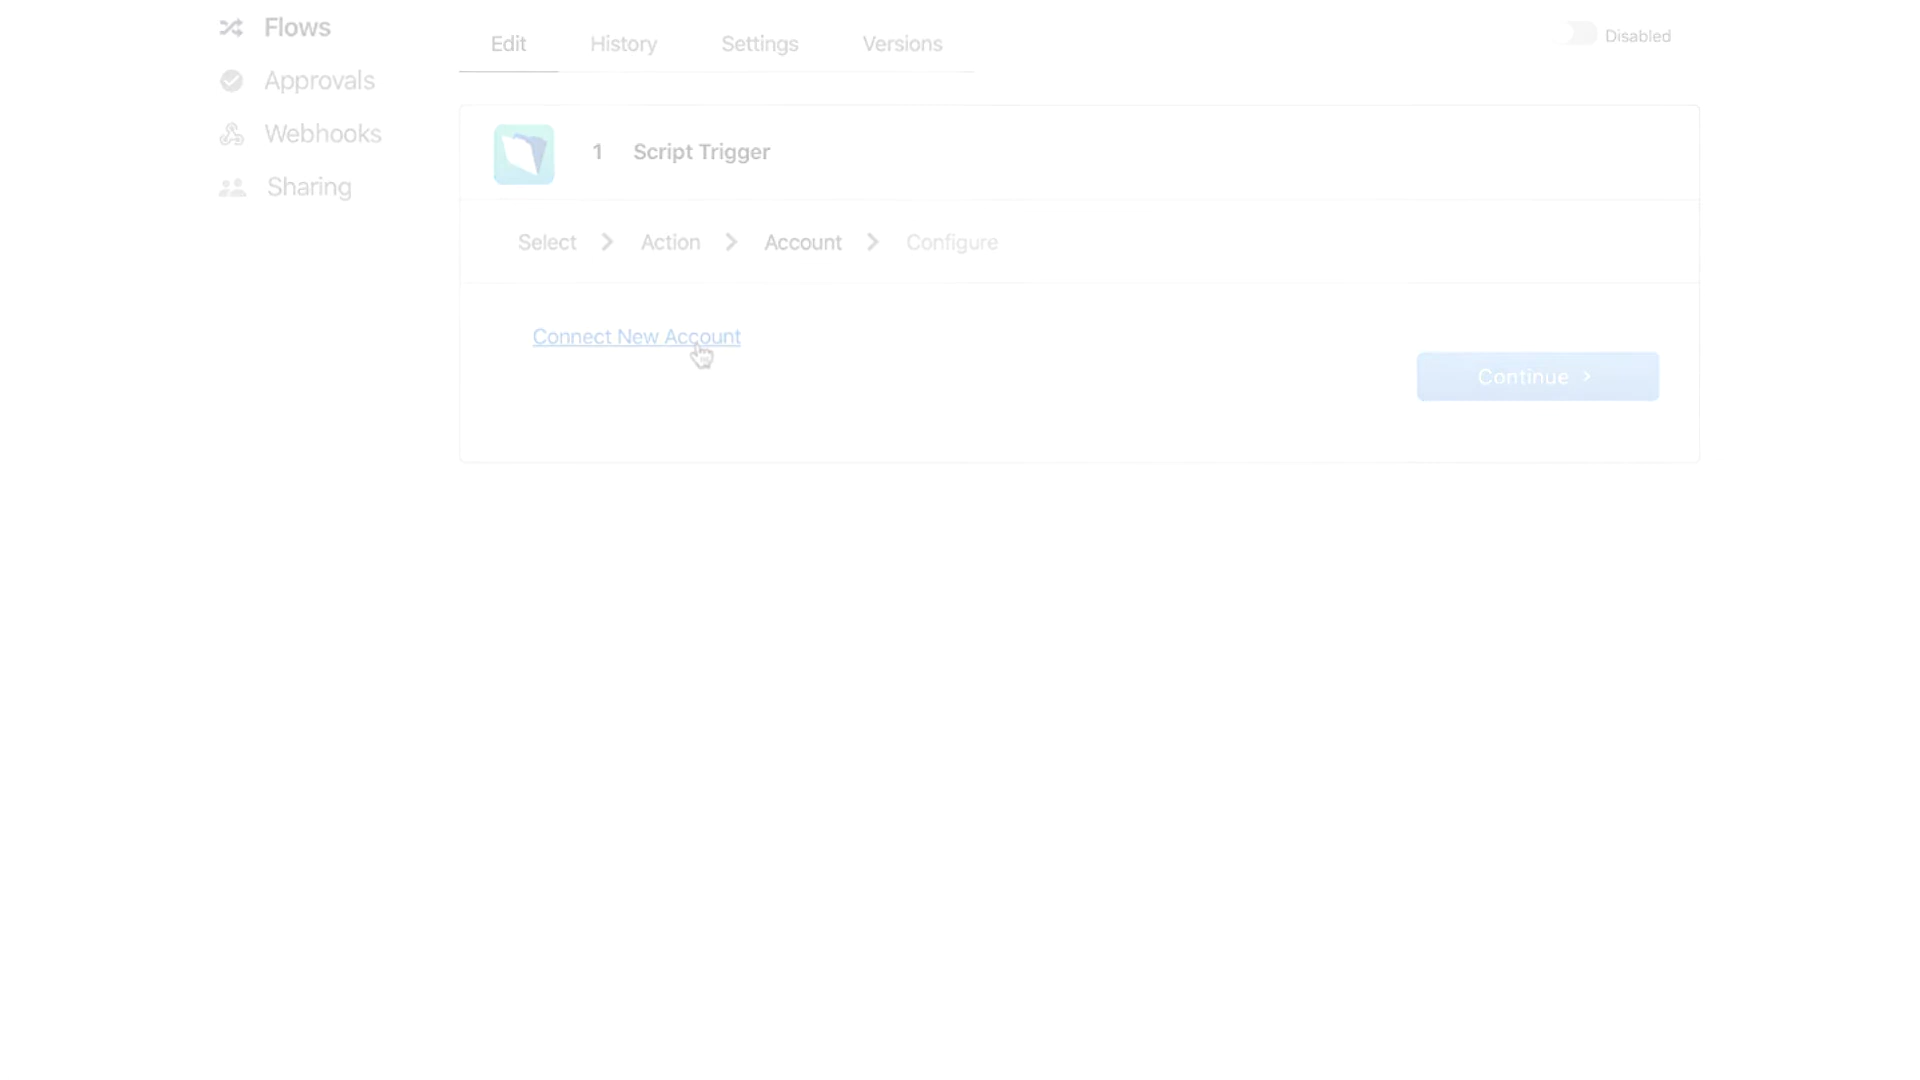 Flows
Approvals
Webhooks
Sharing
Edit History Settings Versions
Disabled
1 Script Trigger
Select Action Account Configure
Connect New Account
Continue